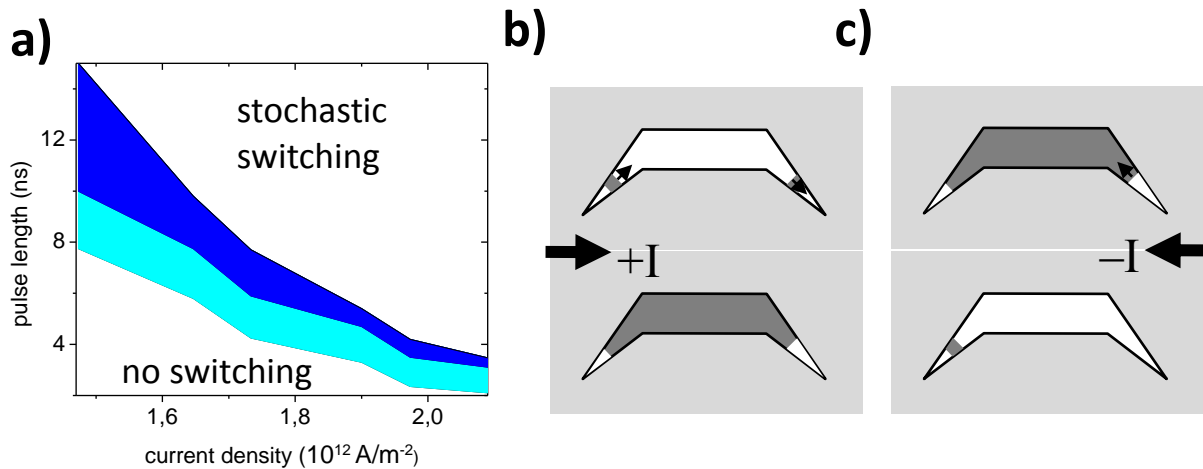 a)
b)
c)
stochastic
switching
no switching
12
8
4
pulse length (ns)
1,6
1,8
2,0
current density (10¹² A/m⁻²)
+I
−I